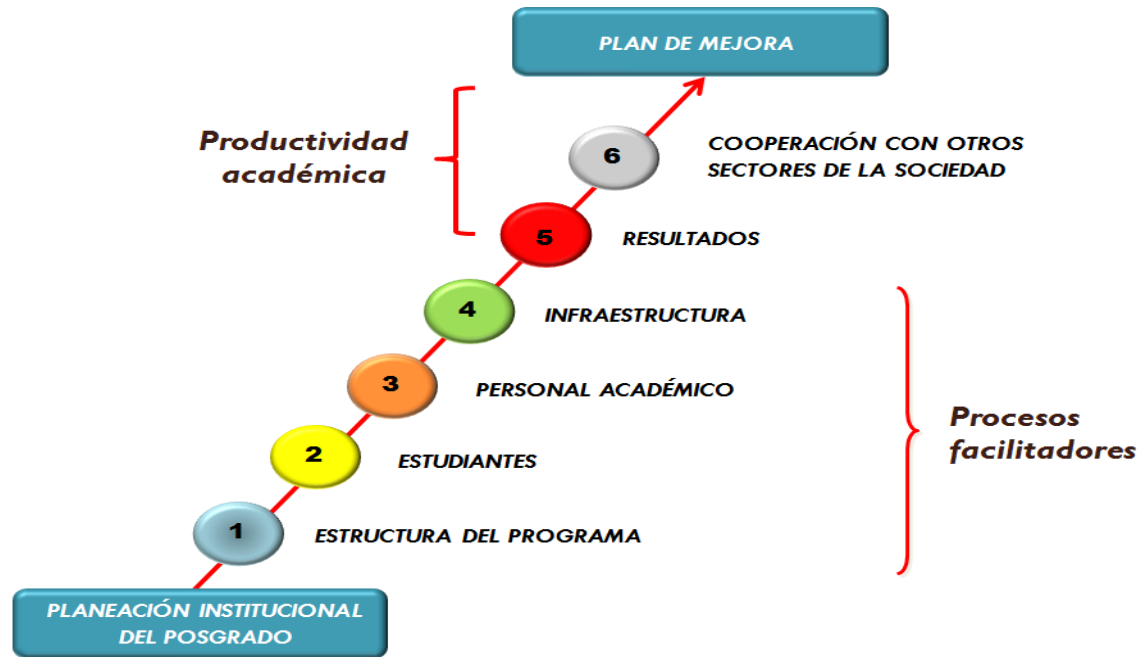 PLAN DE MEJORA
Productividad
académica
6
COOPERACIÓN CON OTROS
SECTORES DE LA SOCIEDAD
5
RESULTADOS
4
INFRAESTRUCTURA
3
PERSONAL ACADÉMICO
Procesos
facilitadores
2
ESTUDIANTES
1
ESTRUCTURA DEL PROGRAMA
PLANEACIÓN INSTITUCIONAL
DEL POSGRADO